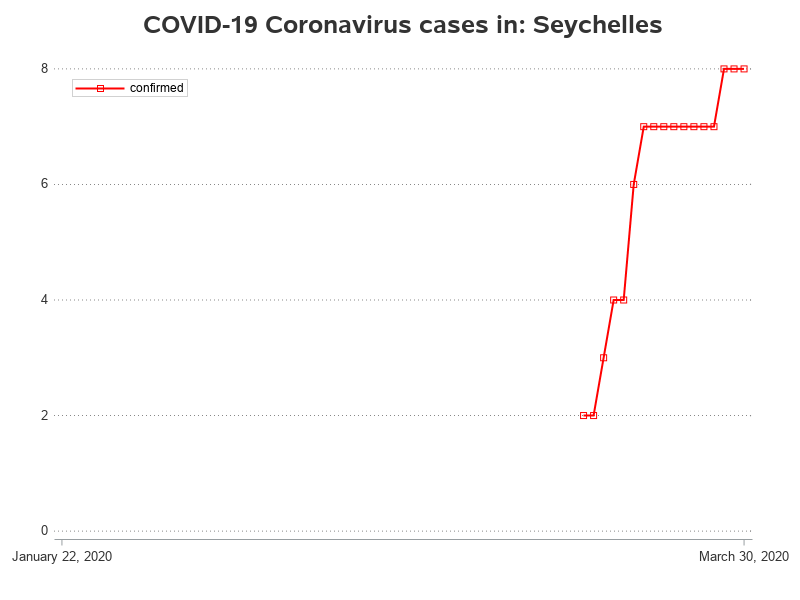 COVID-19 Coronavirus cases in: Seychelles
8
confirmed
6
4
2
0
January 22, 2020
March 30, 2020